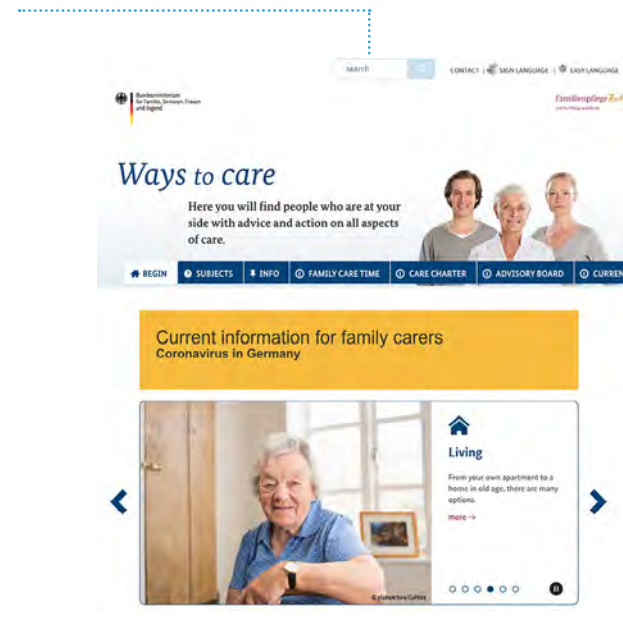 search
CONTACT | SIGN LANGUAGE | EASY LANGUAGE
Bundesministerium
für Familie, Senioren, Frauen
und Jugend
Familienpflege
Ways to care
Here you will find people who are at your
side with advice and action on all aspects
of care.
BEGIN SUBJECTS INFO FAMILY CARE TIME CARE CHARTER ADVISORY BOARD CURREN
Current information for family carers
Coronavirus in Germany
Living
From your own apartment to a
home in old age, there are many
options.
more ->